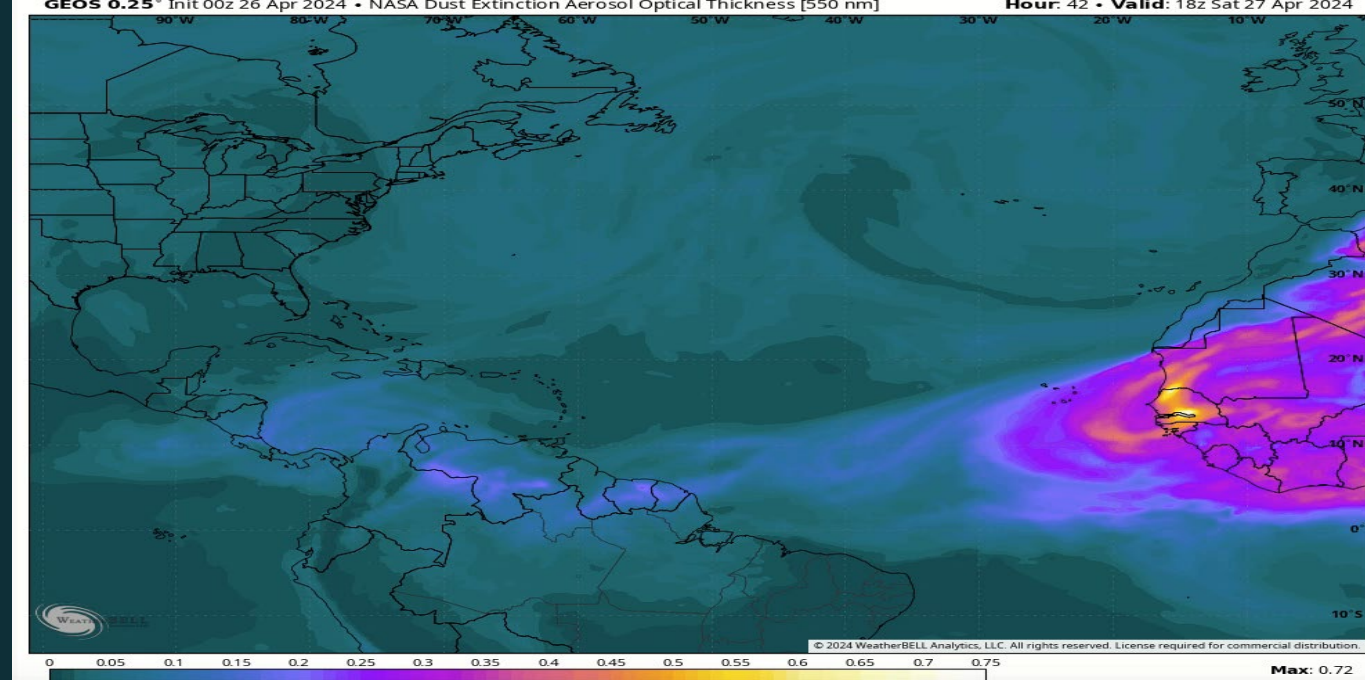 GEOS 0.25° Init 00z 26 Apr 2024 • NASA Dust Extinction Aerosol Optical Thickness [550 nm] Hour: 42 • Valid: 18z Sat 27 Apr 2024
90°W 80°W 70°W 60°W 50°W 40°W 30°W 20°W 10°W
50°N
40°N
30°N
20°N
10°N
0°
10°S
WEATHERBELL
© 2024 WeatherBELL Analytics, LLC. All rights reserved. License required for commercial distribution.
0 0.05 0.1 0.15 0.2 0.25 0.3 0.35 0.4 0.45 0.5 0.55 0.6 0.65 0.7 0.75
Max: 0.72